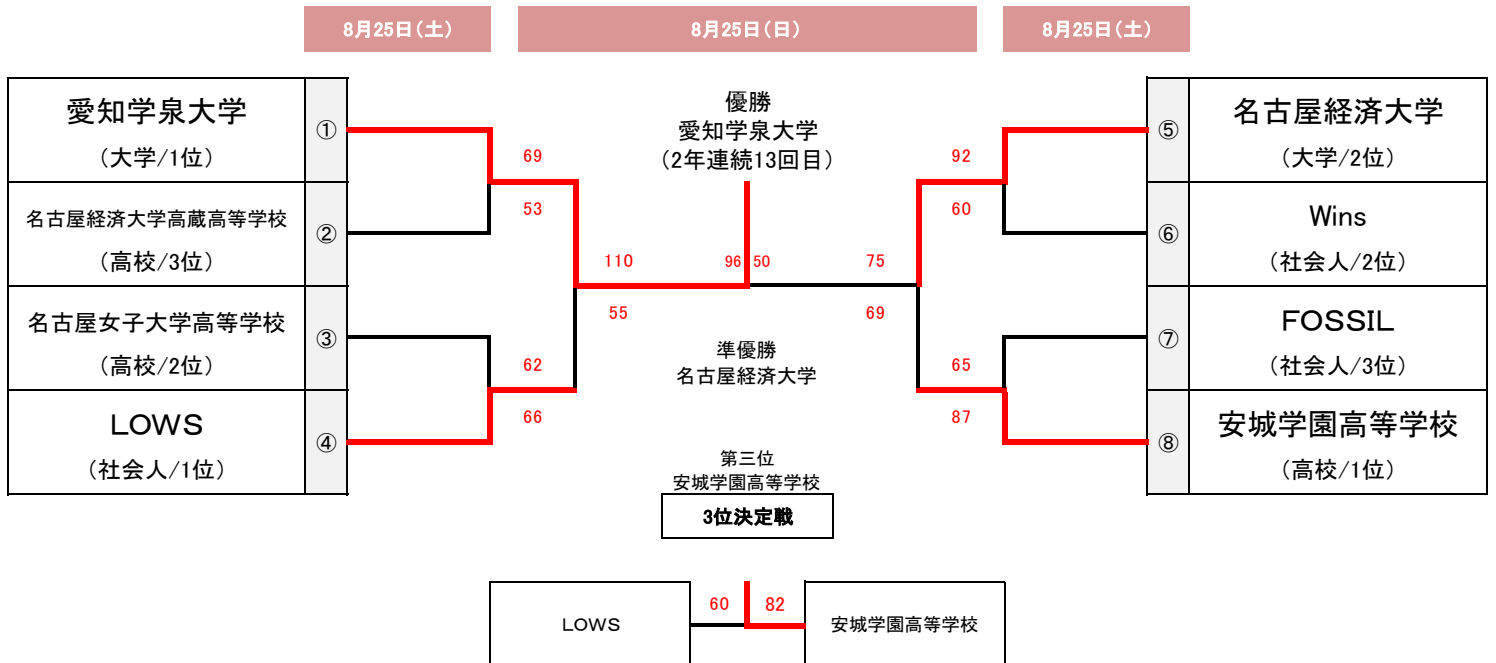 8月25日(土)
8月25日(日)
8月25日(土)
愛知学泉大学
(大学/1位)
①
名古屋経済大学高蔵高等学校
(高校/3位)
②
名古屋女子大学高等学校
(高校/2位)
③
LOWS
(社会人/1位)
④
69
53
62
66
110
55
優勝
愛知学泉大学
(2年連続13回目)
96 50
準優勝
名古屋経済大学
第三位
安城学園高等学校
75
69
92
60
65
87
⑤
名古屋経済大学
(大学/2位)
⑥
Wins
(社会人/2位)
⑦
FOSSIL
(社会人/3位)
⑧
安城学園高等学校
(高校/1位)
3位決定戦
LOWS
60 82
安城学園高等学校